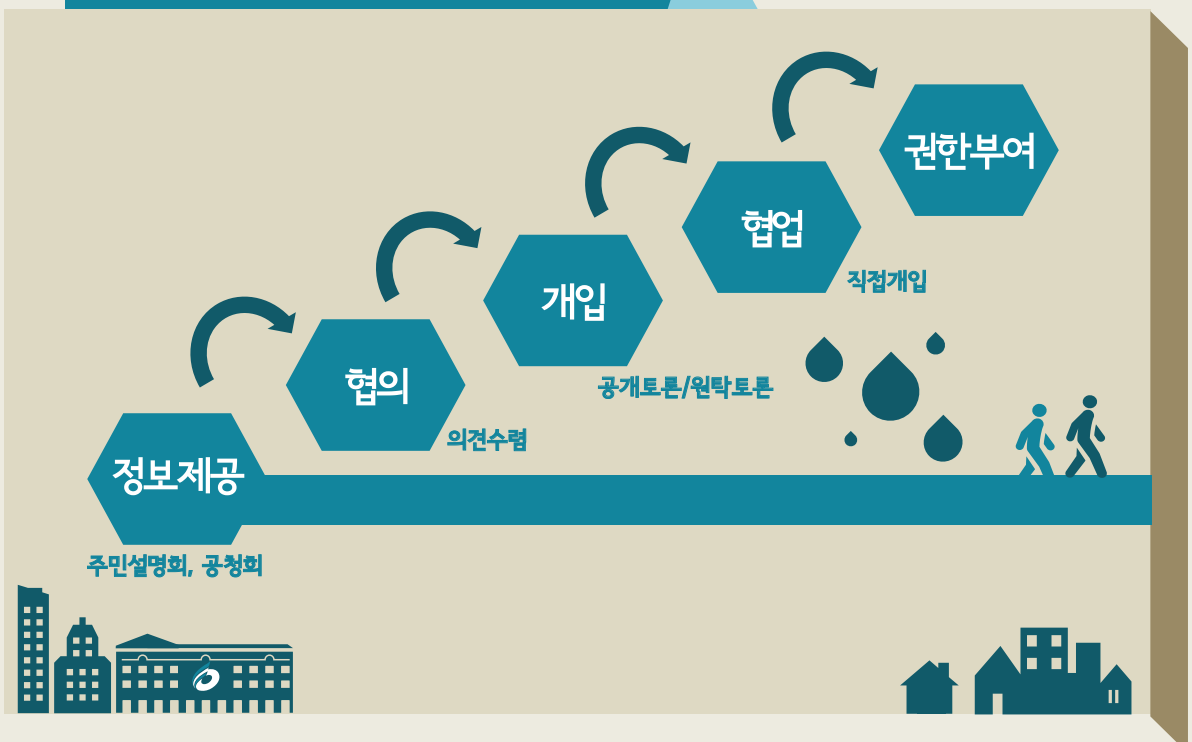 권한부여
협업
직접개입
개입
공개토론/원탁토론
협의
의견수렴
정보제공
주민설명회, 공청회